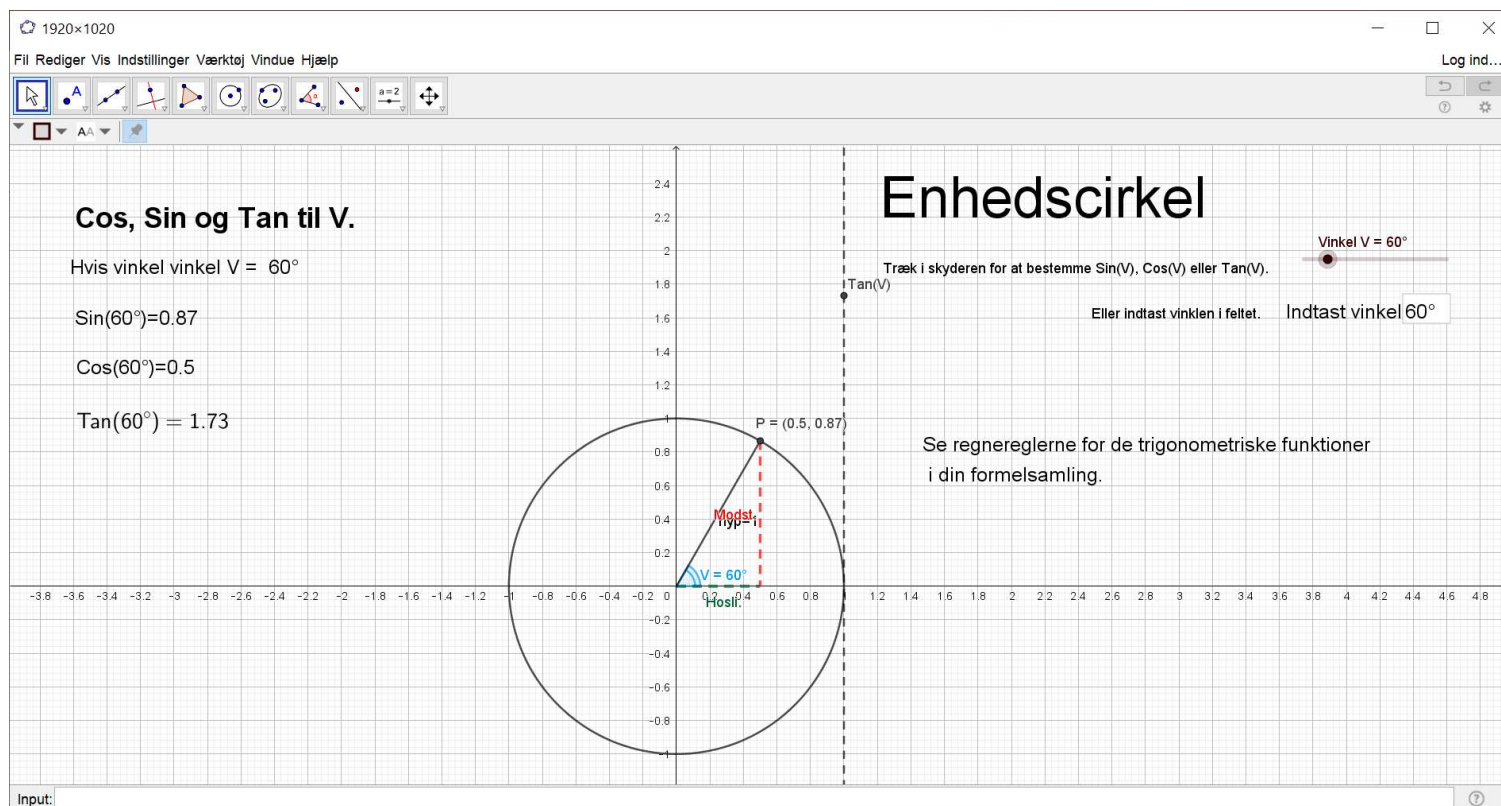 1920×1020
Fil Rediger Vis Indstillinger Værktøj Vindue Hjælp
Log ind...
A
a=2
AA
Cos, Sin og Tan til V.
Hvis vinkel vinkel V = 60°
Sin(60°)=0.87
Cos(60°)=0.5
Tan(60°) = 1.73
Enhedscirkel
Vinkel V = 60°
Træk i skyderen for at bestemme Sin(V), Cos(V) eller Tan(V).
Eller indtast vinklen i feltet.
Indtast vinkel 60°
Tan(V)
Se regnereglerne for de trigonometriske funktioner
i din formelsamling.
P = (0.5, 0.87)
Modst.
hyp=1
V = 60°
Hosli.
2.4
2.2
2
1.8
1.6
1.4
1.2
1
0.8
0.6
0.4
0.2
-3.8 -3.6 -3.4 -3.2 -3 -2.8 -2.6 -2.4 -2.2 -2 -1.8 -1.6 -1.4 -1.2 -1 -0.8 -0.6 -0.4 -0.2 0 0.2 0.4 0.6 0.8 1 1.2 1.4 1.6 1.8 2 2.2 2.4 2.6 2.8 3 3.2 3.4 3.6 3.8 4 4.2 4.4 4.6 4.8
-0.2
-0.4
-0.6
-0.8
-1
Input: